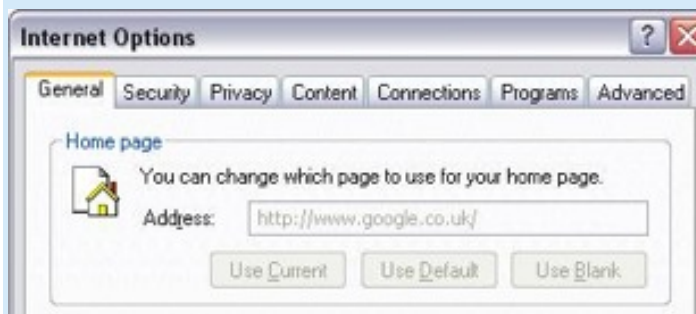 Internet Options
?
General Security Privacy Content Connections Programs Advanced
Home page
You can change which page to use for your home page.
Address: http://www.google.co.uk/
Use Current Use Default Use Blank